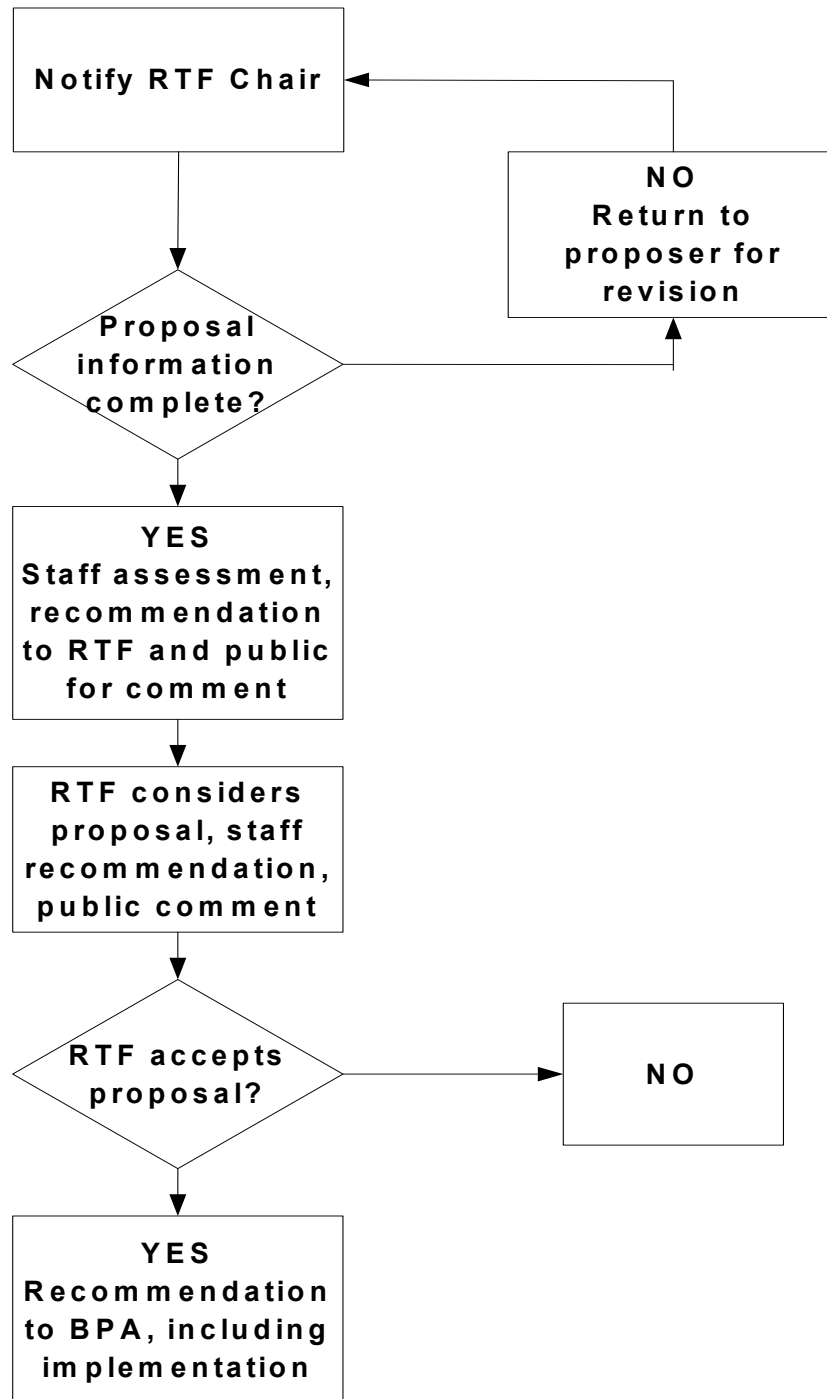 Notify RTF Chair
NO
Return to
proposer for
revision
Proposal
information
complete?
YES
Staff assessment,
recommendation
to RTF and public
for comment
RTF considers
proposal, staff
recommendation,
public comment
RTF accepts
proposal?
NO
YES
Recommendation
to BPA, including
implementation